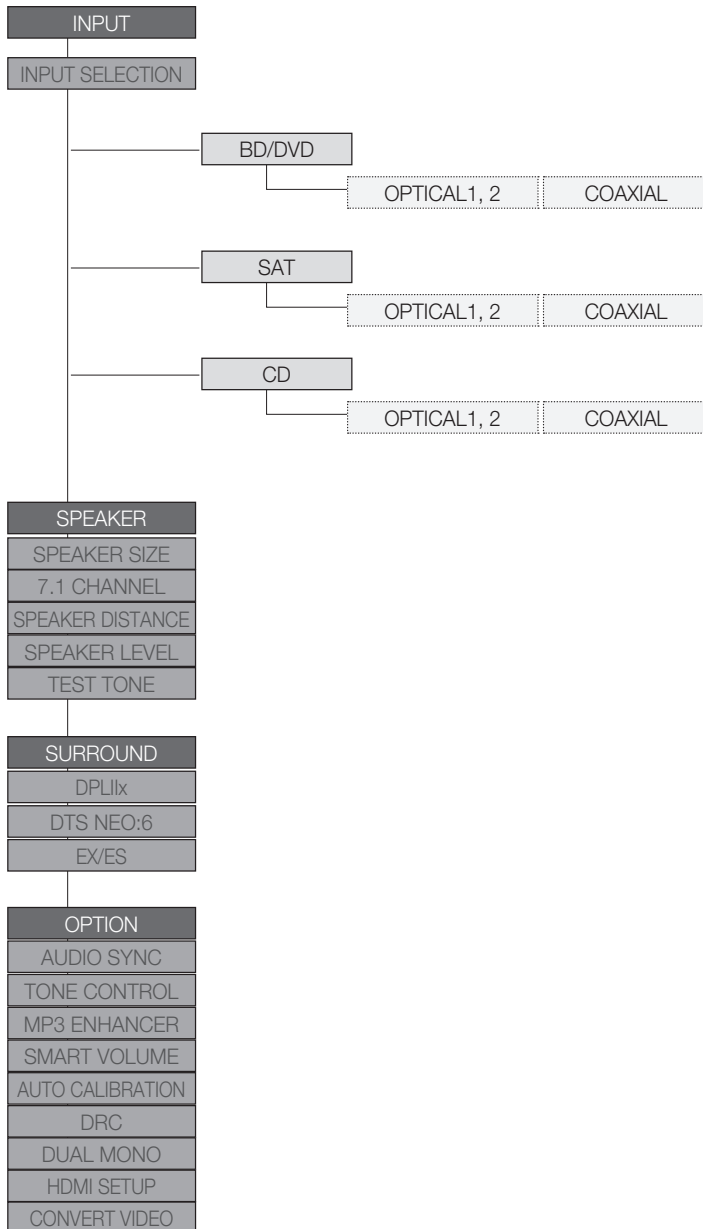 INPUT
INPUT SELECTION
BD/DVD
OPTICAL1, 2 COAXIAL
SAT
OPTICAL1, 2 COAXIAL
CD
OPTICAL1, 2 COAXIAL
SPEAKER
SPEAKER SIZE
7.1 CHANNEL
SPEAKER DISTANCE
SPEAKER LEVEL
TEST TONE
SURROUND
DPLIIx
DTS NEO:6
EX/ES
OPTION
AUDIO SYNC
TONE CONTROL
MP3 ENHANCER
SMART VOLUME
AUTO CALIBRATION
DRC
DUAL MONO
HDMI SETUP
CONVERT VIDEO